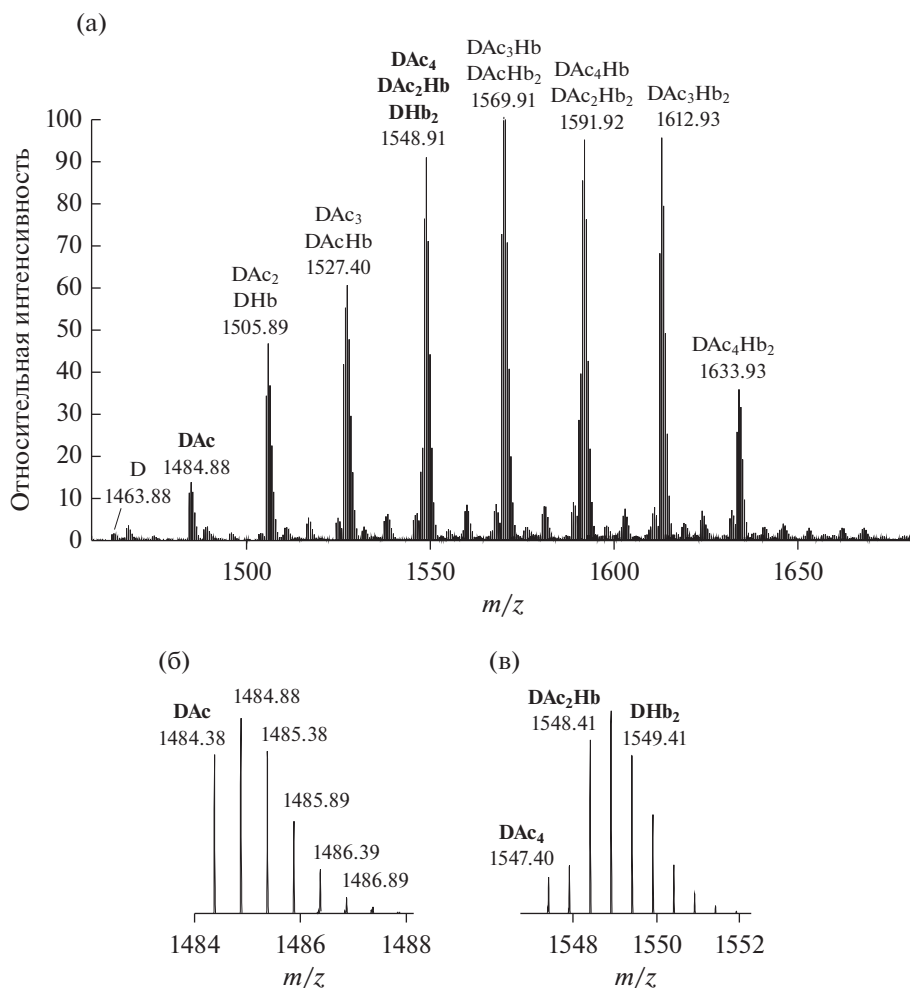 (а)
DAc₄
DAc₂Hb
DHb₂
1548.91
DAc₃Hb
DAcHb₂
1569.91
DAc₄Hb
DAc₂Hb₂
1591.92
DAc₃Hb₂
1612.93
DAc₃
DAcHb
1527.40
DAc₂
DHb
1505.89
DAc₄Hb₂
1633.93
DAc
1484.88
D
1463.88
Относительная интенсивность
100
90
80
70
60
50
40
30
20
10
0
1500 1550 1600 1650
m/z
(б)
DAc
1484.38
1484.88
1485.38
1485.89
1486.39
1486.89
1484 1486 1488
m/z
(в)
DAc₂Hb
1548.41
DHb₂
1549.41
DAc₄
1547.40
1548 1550 1552
m/z